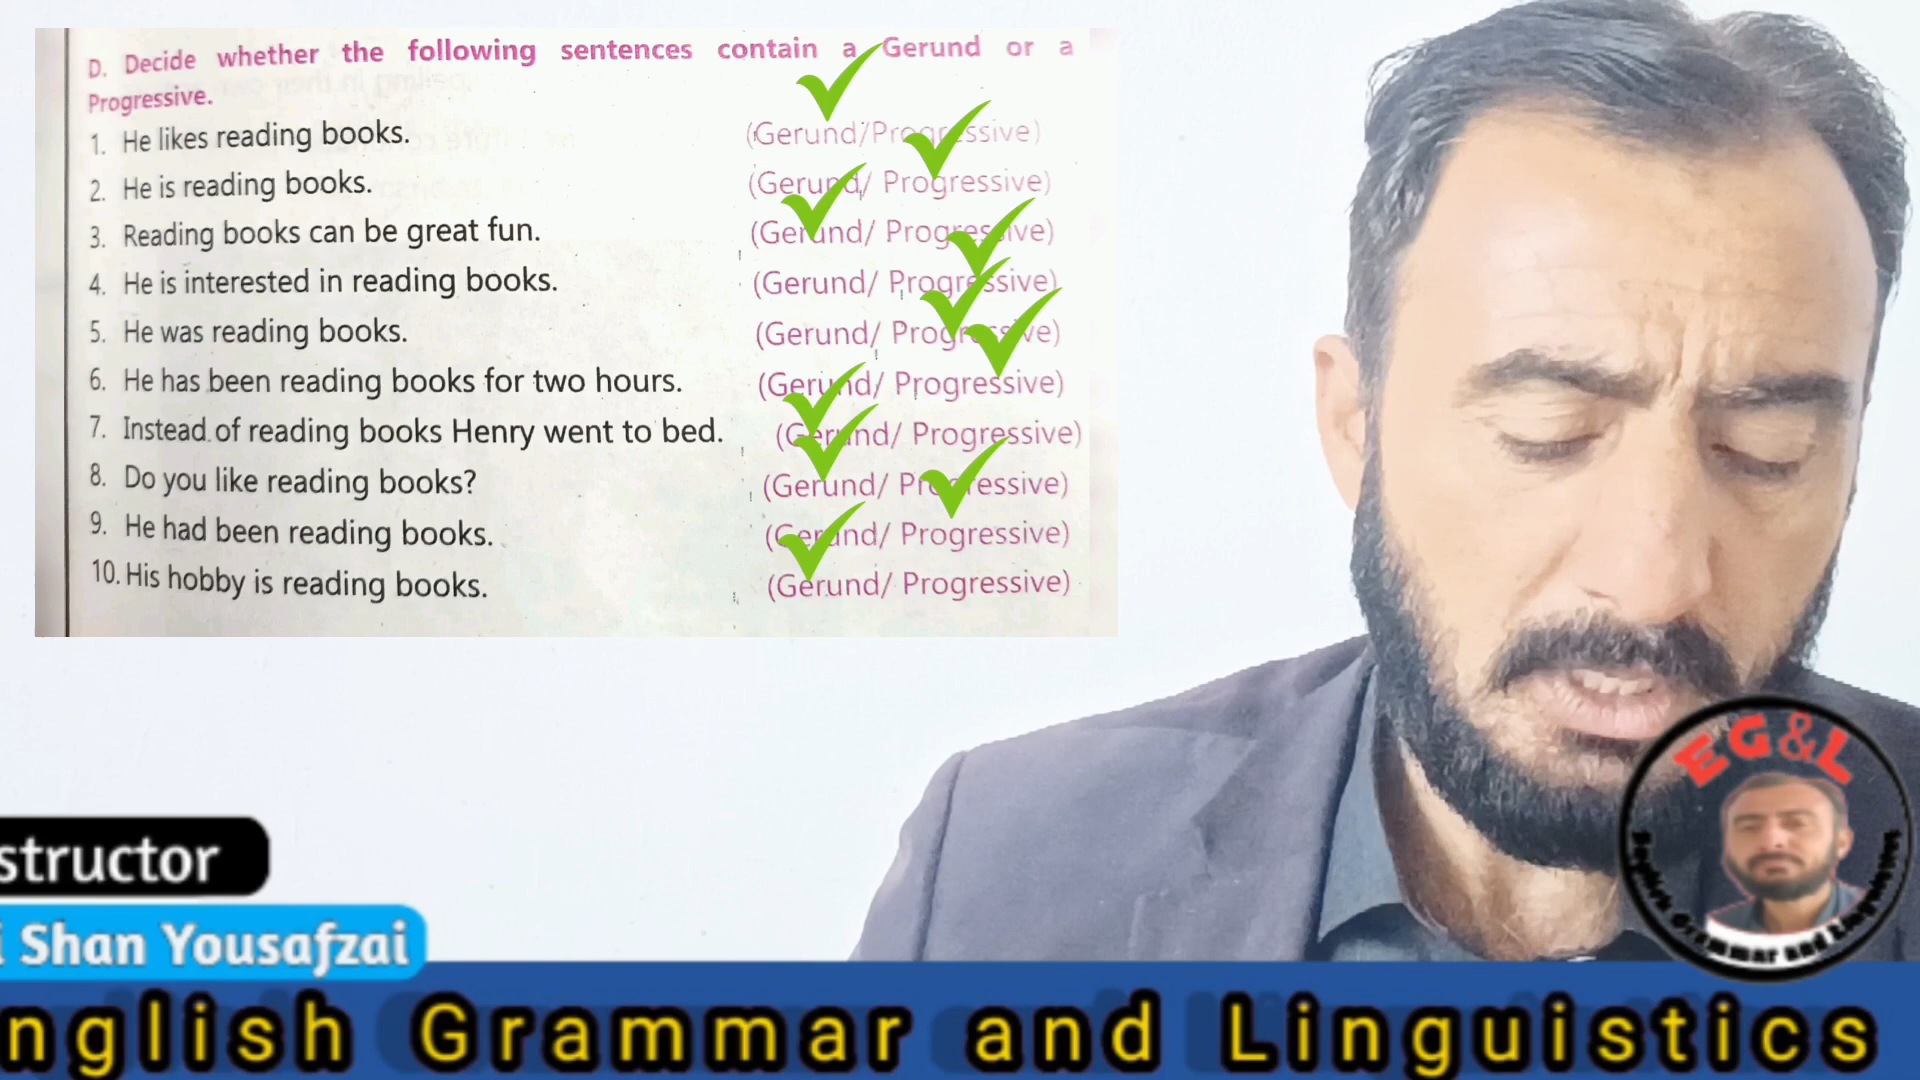 D. Decide whether the following sentences contain a Gerund or a
Progressive.
1. He likes reading books. (Gerund/Progressive)
2. He is reading books. (Gerund/ Progressive)
3. Reading books can be great fun. (Gerund/ Progressive)
4. He is interested in reading books. (Gerund/ Progressive)
5. He was reading books. (Gerund/ Progressive)
6. He has been reading books for two hours. (Gerund/ Progressive)
7. Instead of reading books Henry went to bed. (Gerund/ Progressive)
8. Do you like reading books? (Gerund/ Progressive)
9. He had been reading books. (Gerund/ Progressive)
10. His hobby is reading books. (Gerund/ Progressive)
EG&L
English Grammar and Linguistics
structor
i Shan Yousafzai
nglish Grammar and Linguistics